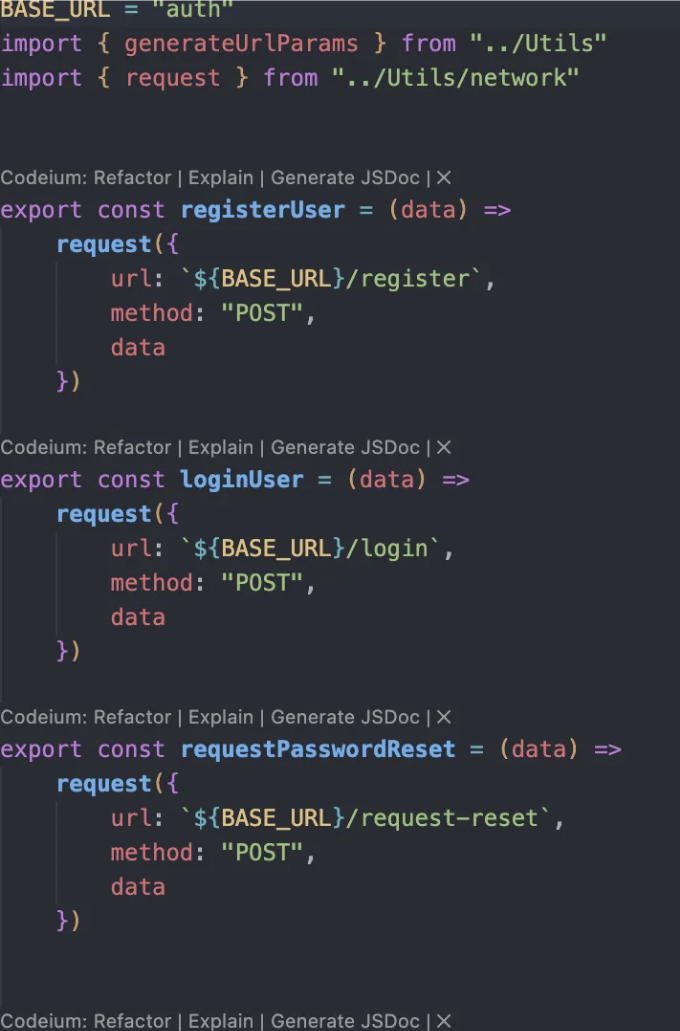 BASE_URL = "auth"
import { generateUrlParams } from "../Utils"
import { request } from "../Utils/network"
Codeium: Refactor | Explain | Generate JSDoc | ✕
export const registerUser = (data) =>
    request({
        url: `${BASE_URL}/register`,
        method: "POST",
        data
    })
Codeium: Refactor | Explain | Generate JSDoc | ✕
export const loginUser = (data) =>
    request({
        url: `${BASE_URL}/login`,
        method: "POST",
        data
    })
Codeium: Refactor | Explain | Generate JSDoc | ✕
export const requestPasswordReset = (data) =>
    request({
        url: `${BASE_URL}/request-reset`,
        method: "POST",
        data
    })
Codeium: Refactor | Explain | Generate JSDoc | ✕